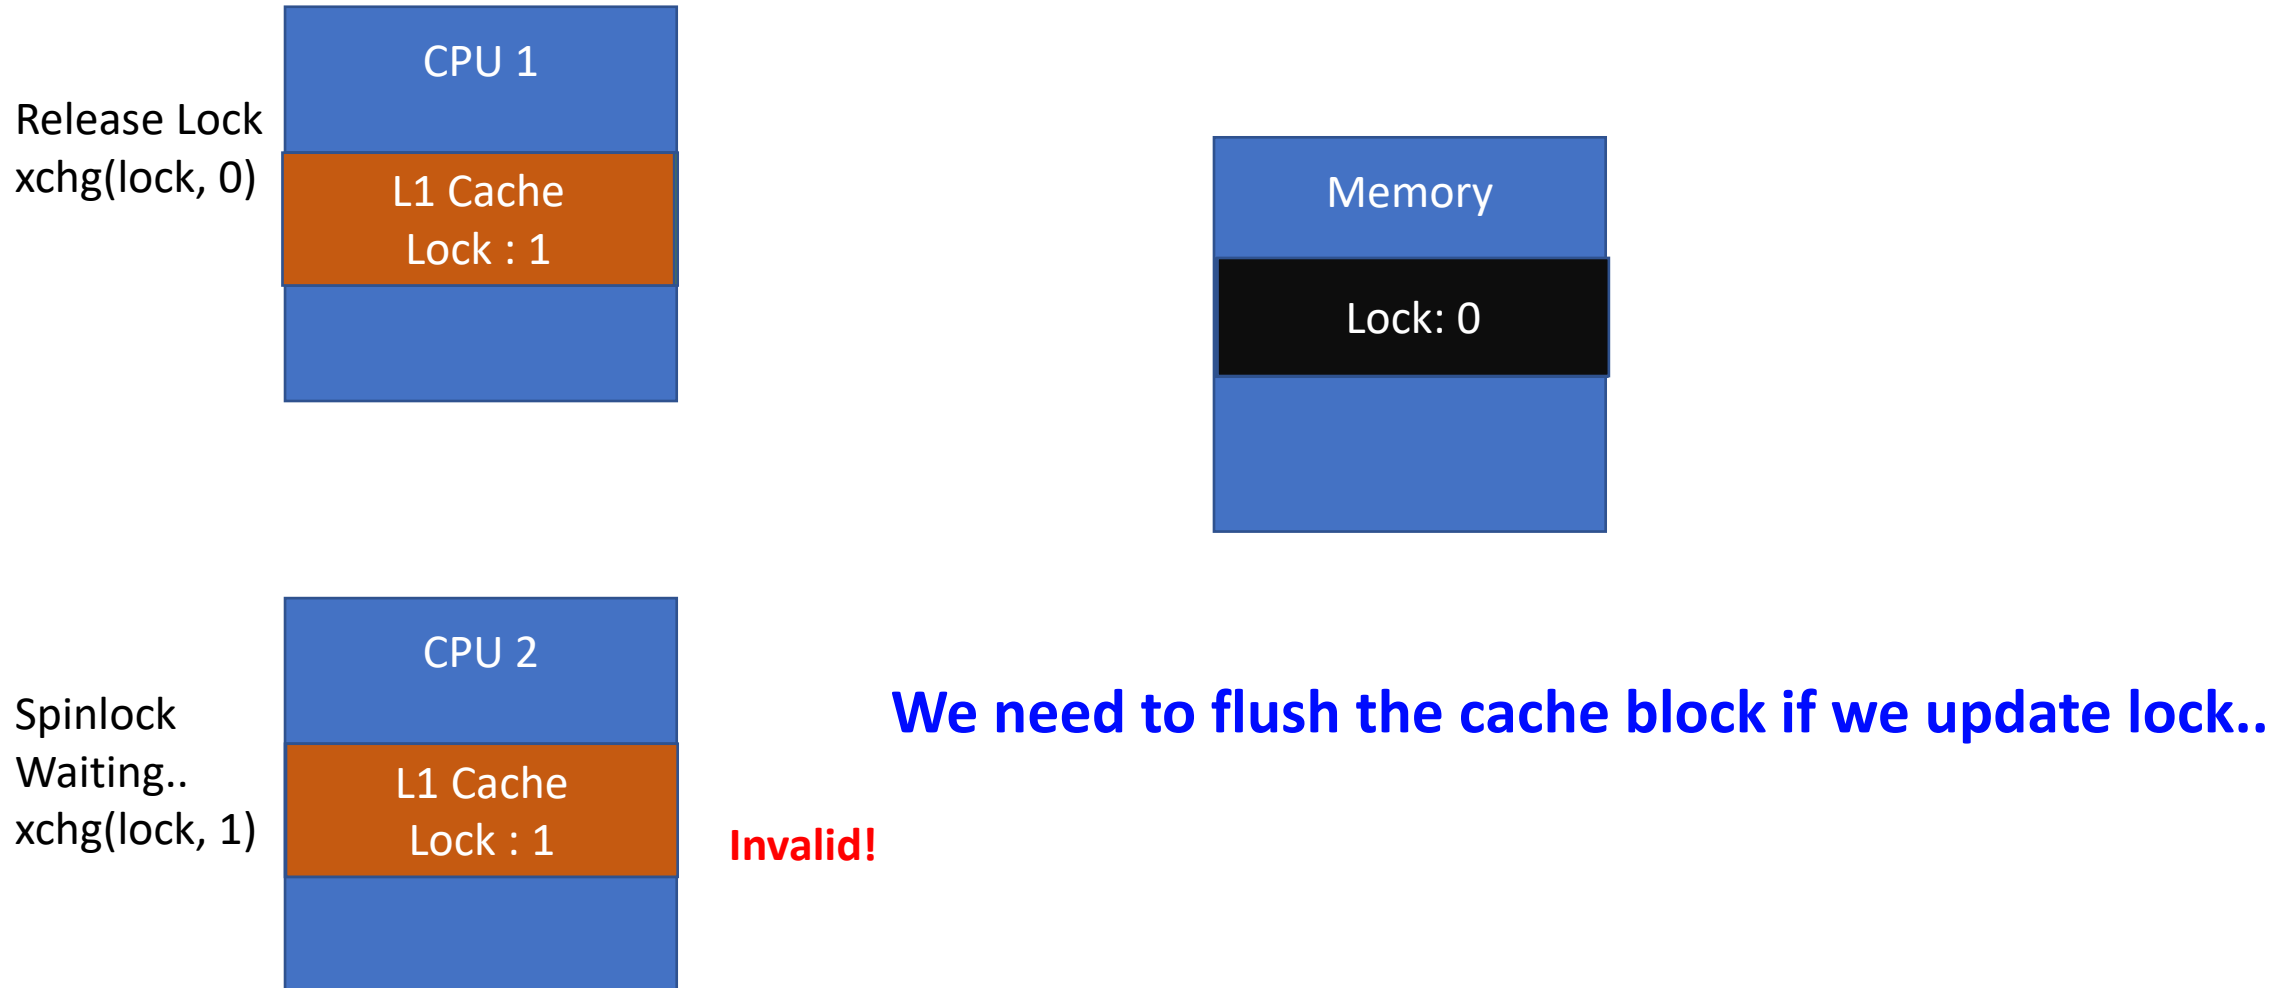 CPU 1
Release Lock
xchg(lock, 0)
L1 Cache
Lock : 1
Memory
Lock: 0
CPU 2
Spinlock
Waiting..
xchg(lock, 1)
L1 Cache
Lock : 1
We need to flush the cache block if we update lock..
Invalid!